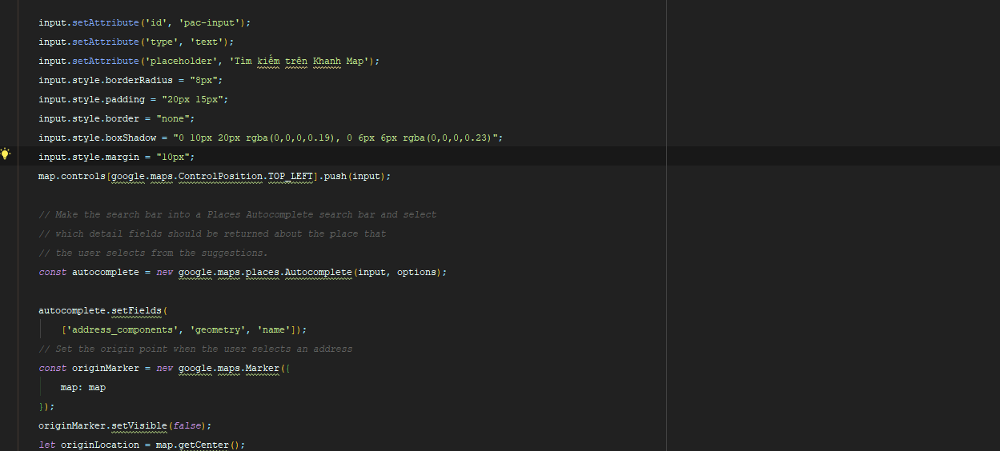 input.setAttribute('id', 'pac-input');
input.setAttribute('type', 'text');
input.setAttribute('placeholder', 'Tìm kiếm trên Khanh Map');
input.style.borderRadius = "8px";
input.style.padding = "20px 15px";
input.style.border = "none";
input.style.boxShadow = "0 10px 20px rgba(0,0,0,0.19), 0 6px 6px rgba(0,0,0,0.23)";
input.style.margin = "10px";
map.controls[google.maps.ControlPosition.TOP_LEFT].push(input);
// Make the search bar into a Places Autocomplete search bar and select
// which detail fields should be returned about the place that
// the user selects from the suggestions.
const autocomplete = new google.maps.places.Autocomplete(input, options);
autocomplete.setFields(
['address_components', 'geometry', 'name']);
// Set the origin point when the user selects an address
const originMarker = new google.maps.Marker({
map: map
});
originMarker.setVisible(false);
let originLocation = map.getCenter();